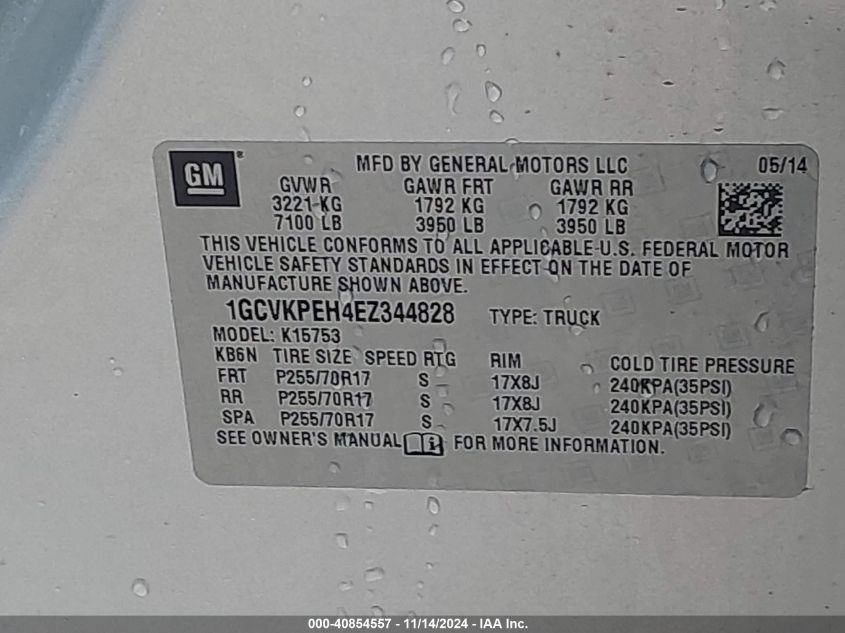 GM® MFD BY GENERAL MOTORS LLC 05/14
GVWR GAWR FRT GAWR RR
3221 KG 1792 KG 1792 KG
7100 LB 3950 LB 3950 LB
THIS VEHICLE CONFORMS TO ALL APPLICABLE U.S. FEDERAL MOTOR
VEHICLE SAFETY STANDARDS IN EFFECT ON THE DATE OF
MANUFACTURE SHOWN ABOVE.
1GCVKPEH4EZ344828 TYPE: TRUCK
MODEL: K15753
KB6N TIRE SIZE SPEED RTG RIM COLD TIRE PRESSURE
FRT P255/70R17 S 17X8J 240KPA(35PSI)
RR P255/70R17 S 17X8J 240KPA(35PSI)
SPA P255/70R17 S 17X7.5J 240KPA(35PSI)
SEE OWNER'S MANUAL FOR MORE INFORMATION.
000-40854557 - 11/14/2024 - IAA Inc.